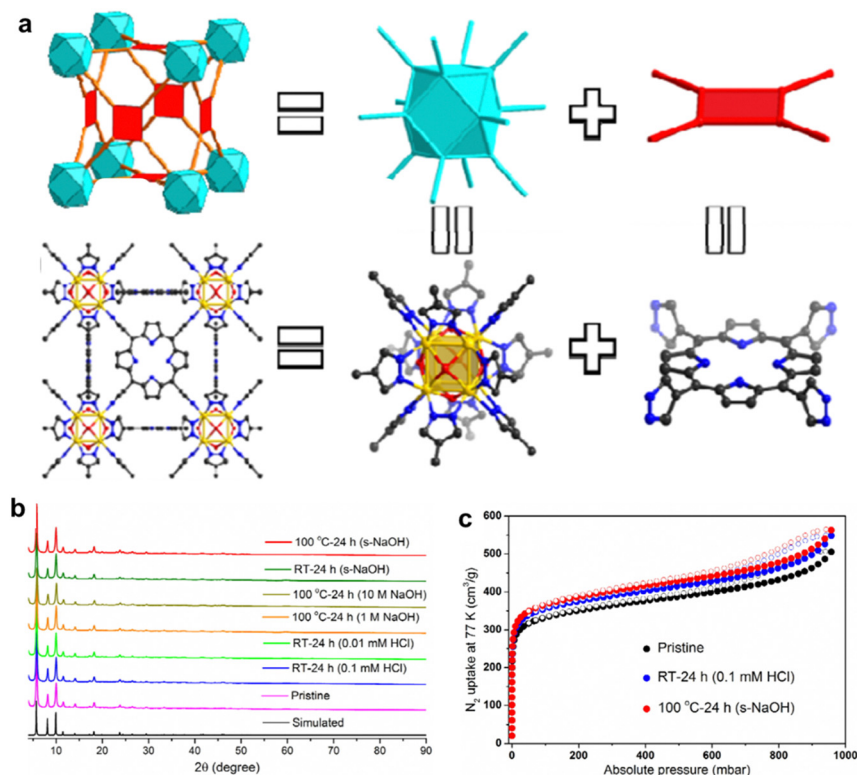 a
b
100 °C-24 h (s-NaOH)
RT-24 h (s-NaOH)
100 °C-24 h (10 M NaOH)
100 °C-24 h (1 M NaOH)
RT-24 h (0.01 mM HCl)
RT-24 h (0.1 mM HCl)
Pristine
Simulated
10 20 30 40 50 60 70 80 90
2θ (degree)
c
600
500
400
300
200
100
0
N₂ uptake at 77 K (cm³/g)
Pristine
RT-24 h (0.1 mM HCl)
100 °C-24 h (s-NaOH)
0 200 400 600 800 1000
Absolute pressure (mbar)